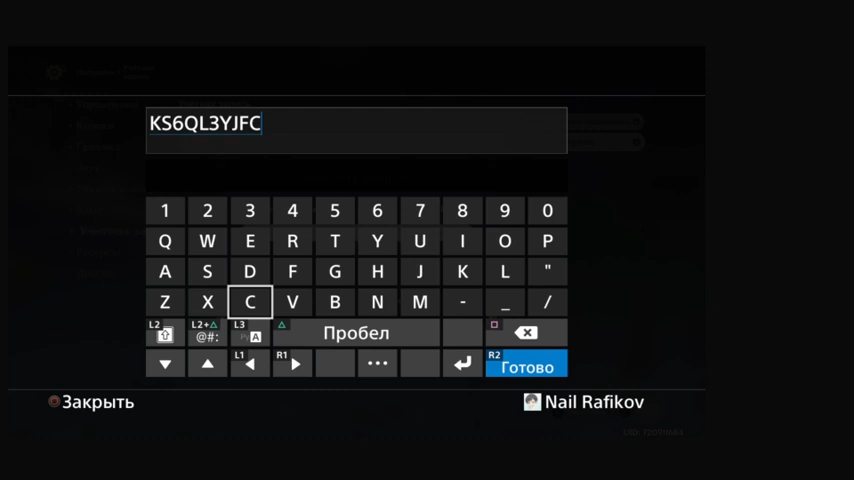 KS6QL3YJFC
1 2 3 4 5 6 7 8 9 0
Q W E R T Y U I O P
A S D F G H J K L "
Z X C V B N M - _ /
L2 L2+△ @#: L3 Ру A △ Пробел
L1 R1 ... R2 Готово
Закрыть Nail Rafikov